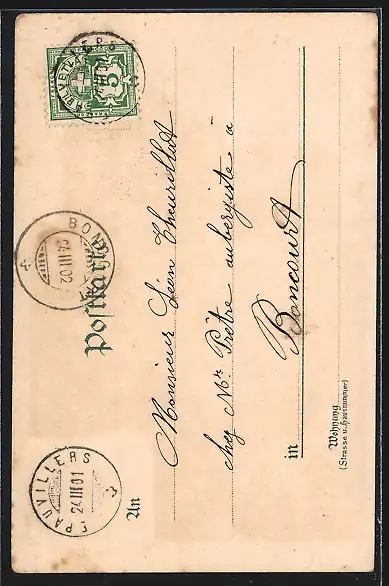 Postkarte
BON
24 III 02
EPAUVILLERS
24 III 01
HELVETIA
5
An Monsieur Léon Theurillat
chez Mr. Prêtre aubergiste à
in Boncourt
Wohnung
(Strasse u. Hausnummer)